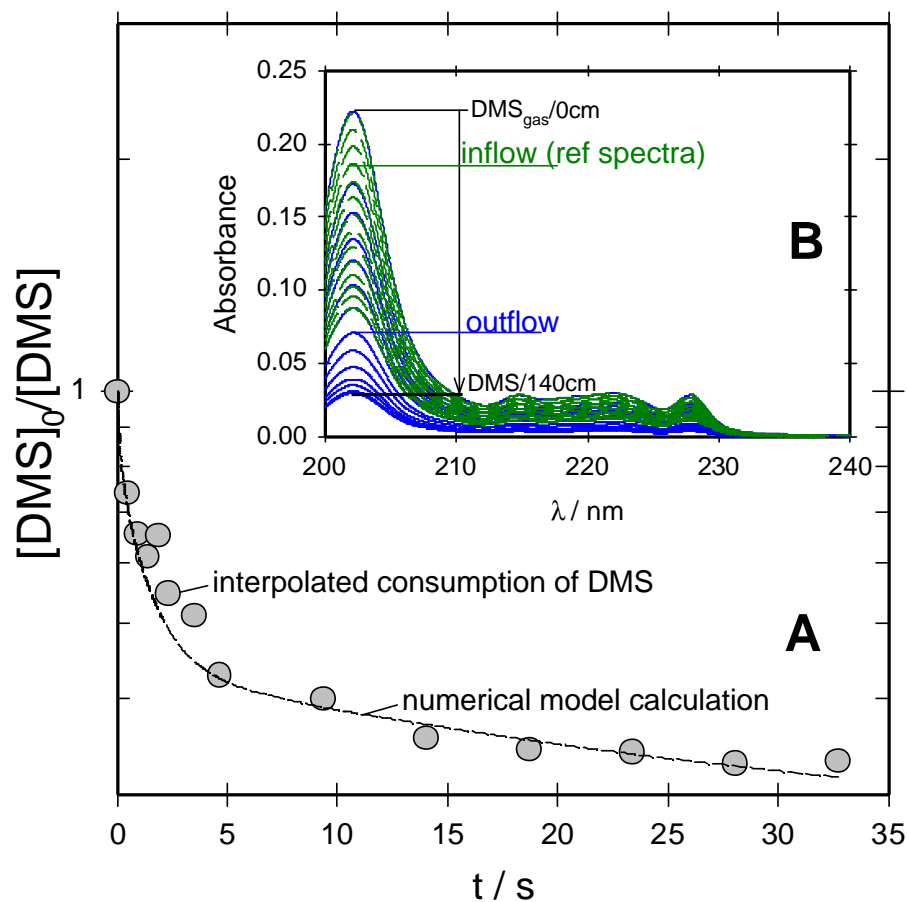 0.25
0.20
0.15
0.10
0.05
0.00
200
210
220
230
240
Absorbance
λ / nm
DMSgas/0cm
inflow (ref spectra)
outflow
DMS/140cm
B
[DMS]0/[DMS]
1
interpolated consumption of DMS
A
numerical model calculation
0
5
10
15
20
25
30
35
t / s